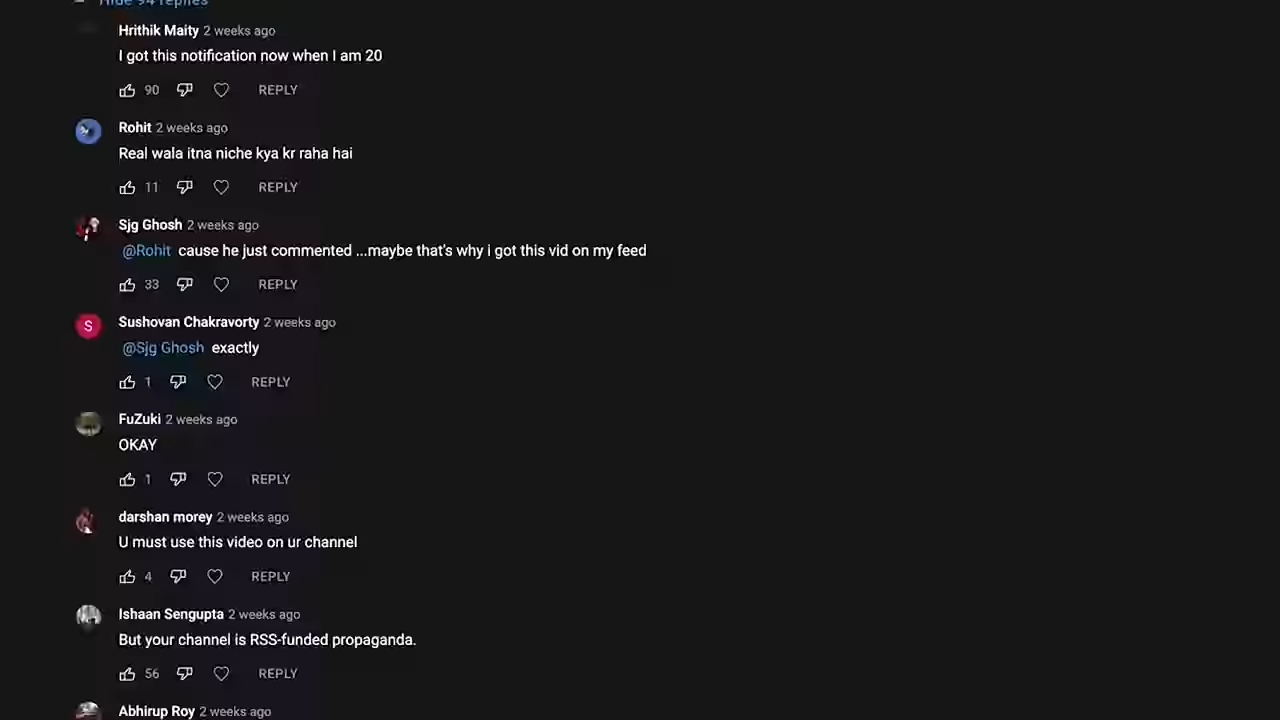 Hide 94 replies
Hrithik Maity 2 weeks ago
I got this notification now when I am 20
90 REPLY
Rohit 2 weeks ago
Real wala itna niche kya kr raha hai
11 REPLY
Sjg Ghosh 2 weeks ago
@Rohit cause he just commented ...maybe that's why i got this vid on my feed
33 REPLY
S
Sushovan Chakravorty 2 weeks ago
@Sjg Ghosh exactly
1 REPLY
FuZuki 2 weeks ago
OKAY
1 REPLY
darshan morey 2 weeks ago
U must use this video on ur channel
4 REPLY
Ishaan Sengupta 2 weeks ago
But your channel is RSS-funded propaganda.
56 REPLY
Abhirup Roy 2 weeks ago